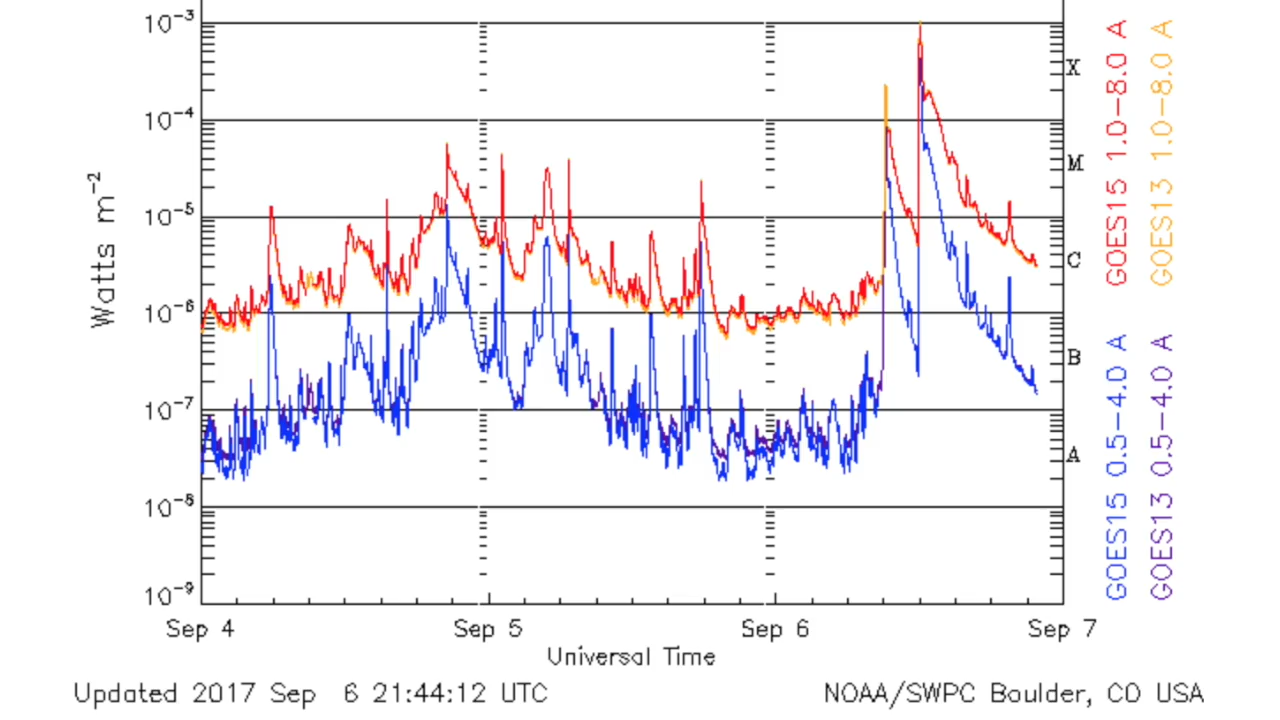 10⁻³
10⁻⁴
10⁻⁵
10⁻⁶
10⁻⁷
10⁻⁸
10⁻⁹
Watts m⁻²
X
M
C
B
A
GOES15 1.0–8.0 A
GOES13 1.0–8.0 A
GOES15 0.5–4.0 A
GOES13 0.5–4.0 A
Sep 4 Sep 5 Sep 6 Sep 7
Universal Time
Updated 2017 Sep 6 21:44:12 UTC NOAA/SWPC Boulder, CO USA